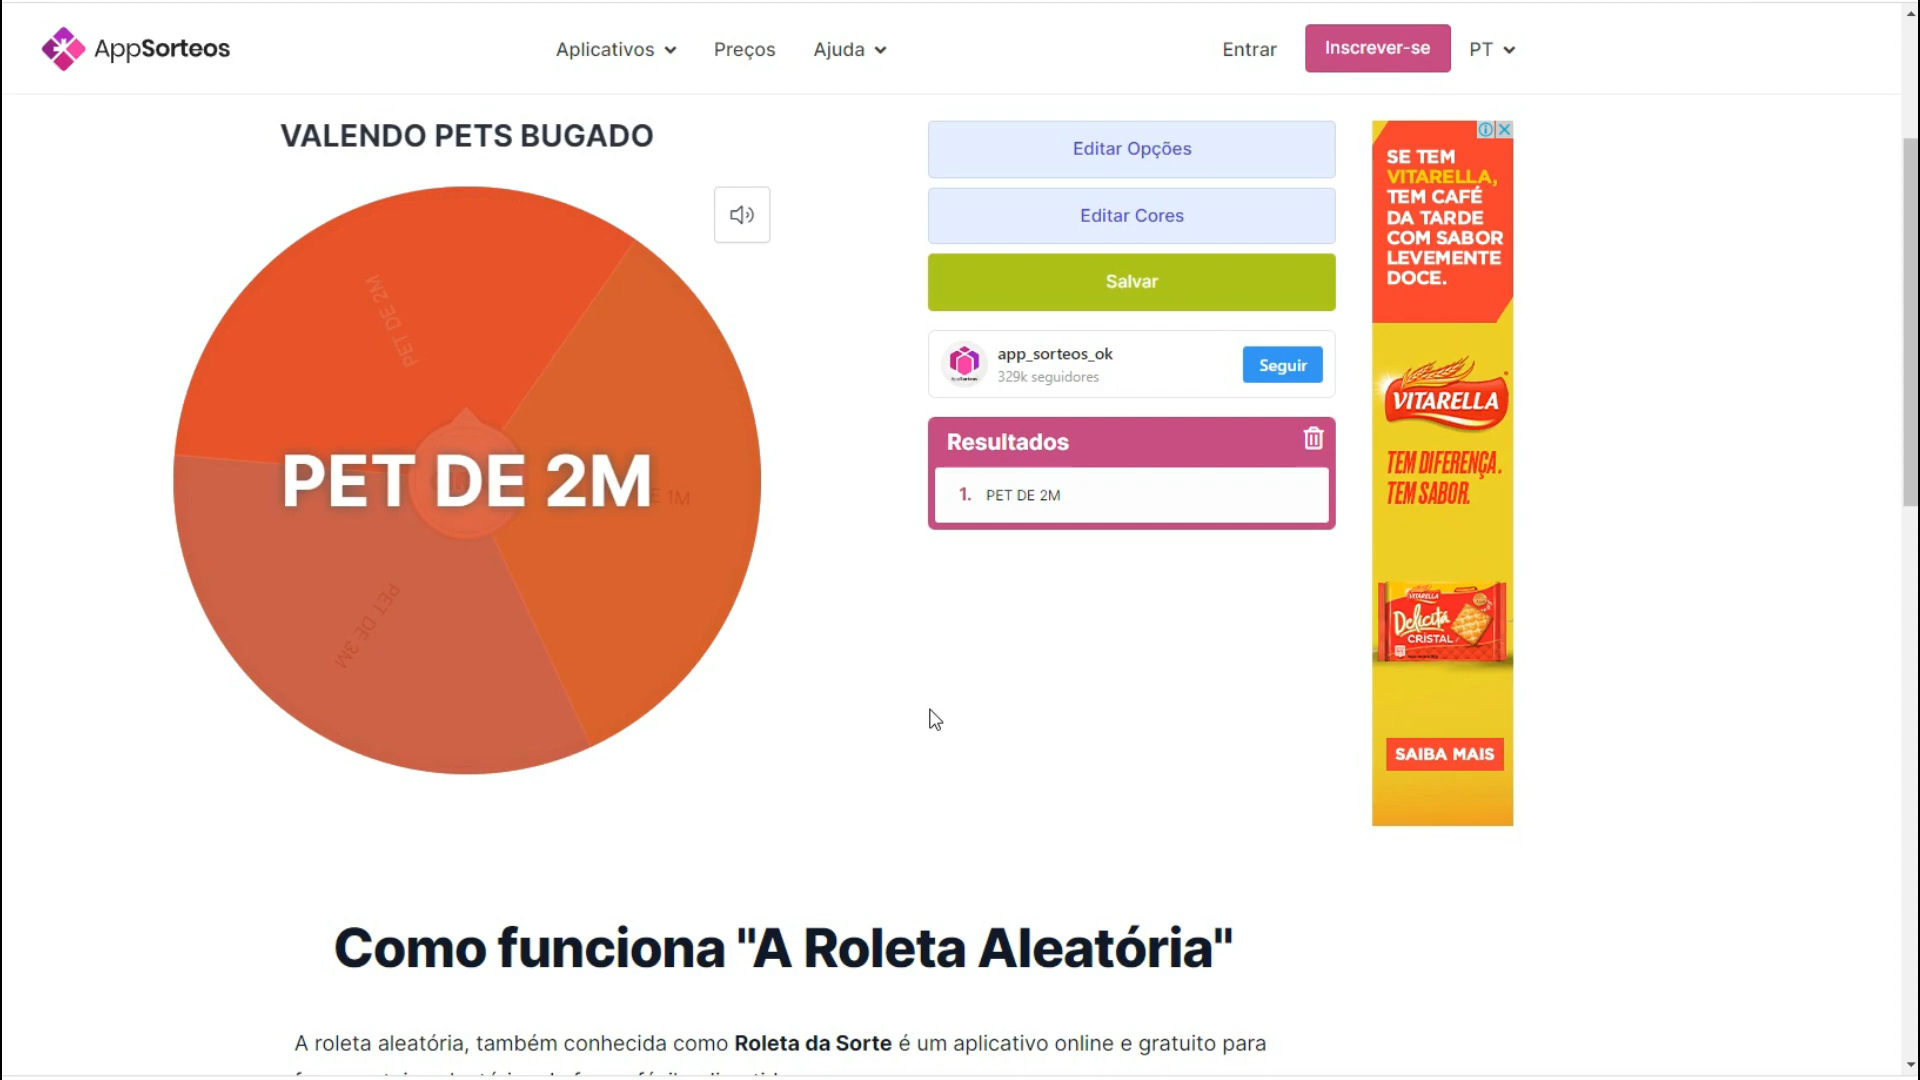 AppSorteos
Aplicativos
Preços
Ajuda
Entrar
Inscrever-se
PT
VALENDO PETS BUGADO
PET DE 2M
PET DE 2M
E 1M
PET DE 3M
Editar Opções
Editar Cores
Salvar
app_sorteos_ok
329k seguidores
Seguir
Resultados
1. PET DE 2M
SE TEM
VITARELLA,
TEM CAFÉ
DA TARDE
COM SABOR
LEVEMENTE
DOCE.
VITARELLA
TEM DIFERENÇA.
TEM SABOR.
VITARELLA
Delicitá
CRISTAL
SAIBA MAIS
Como funciona "A Roleta Aleatória"
A roleta aleatória, também conhecida como Roleta da Sorte é um aplicativo online e gratuito para